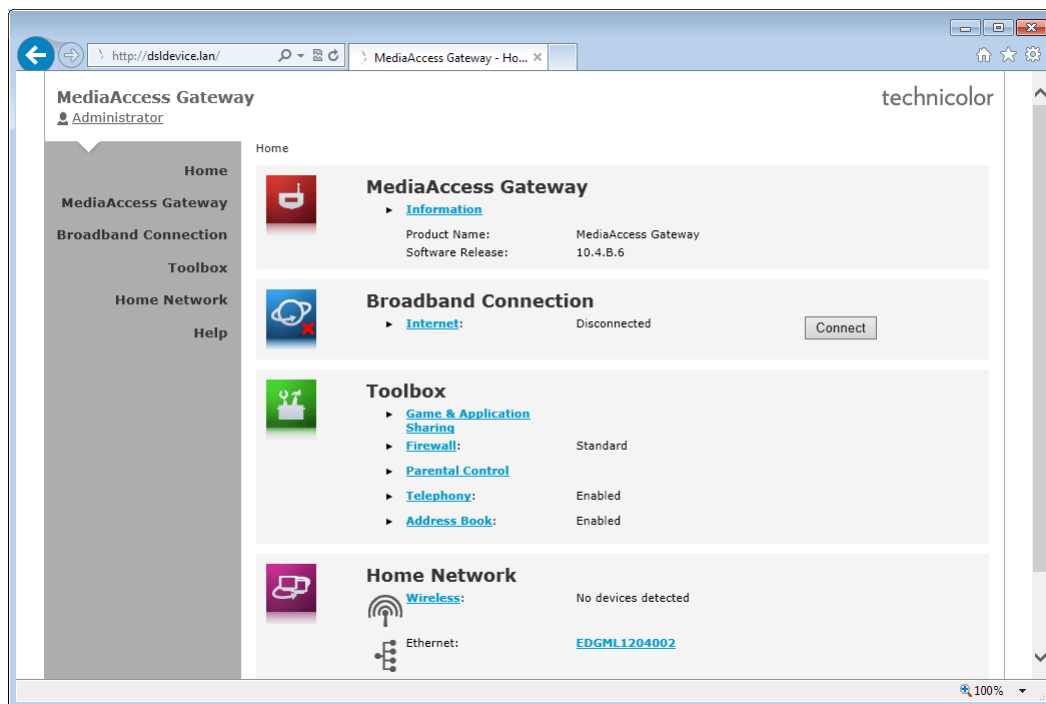 http://dsldevice.lan/
MediaAccess Gateway - Ho...
MediaAccess Gateway
Administrator
technicolor
Home
MediaAccess Gateway
Broadband Connection
Toolbox
Home Network
Help
Home
MediaAccess Gateway
Information
Product Name: MediaAccess Gateway
Software Release: 10.4.B.6
Broadband Connection
Internet: Disconnected Connect
Toolbox
Game & Application
Sharing
Firewall: Standard
Parental Control
Telephony: Enabled
Address Book: Enabled
Home Network
Wireless: No devices detected
Ethernet: EDGML1204002
100%